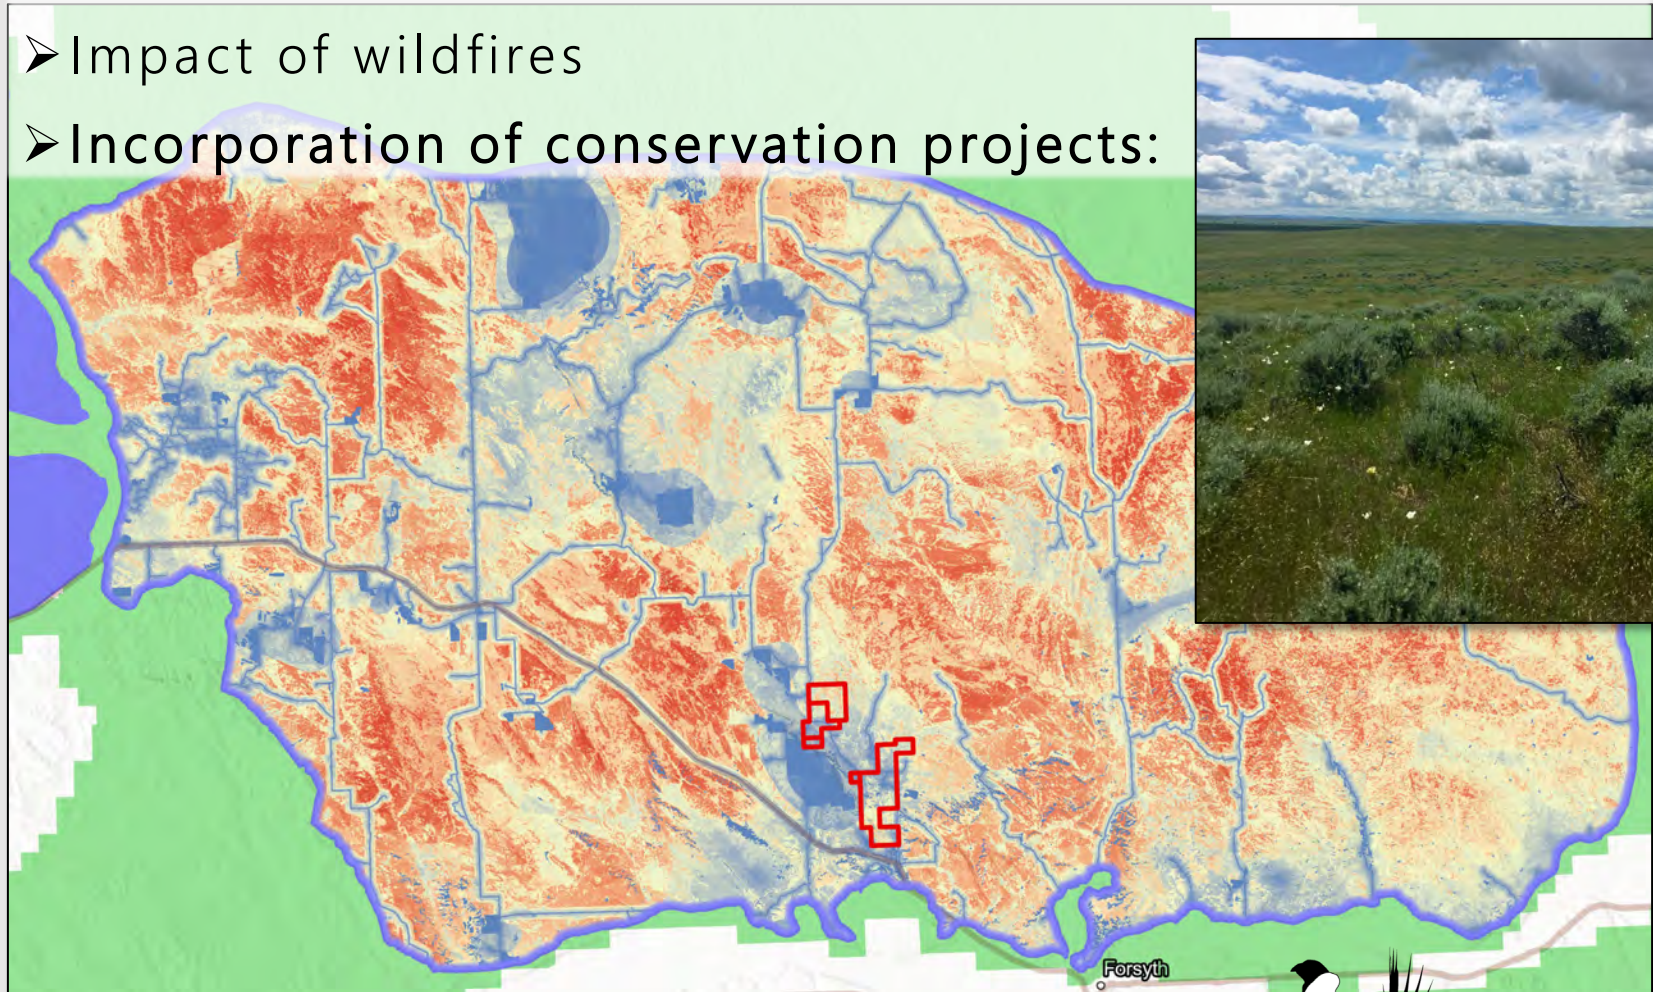 ➢Impact of wildfires
➢Incorporation of conservation projects:
Forsyth